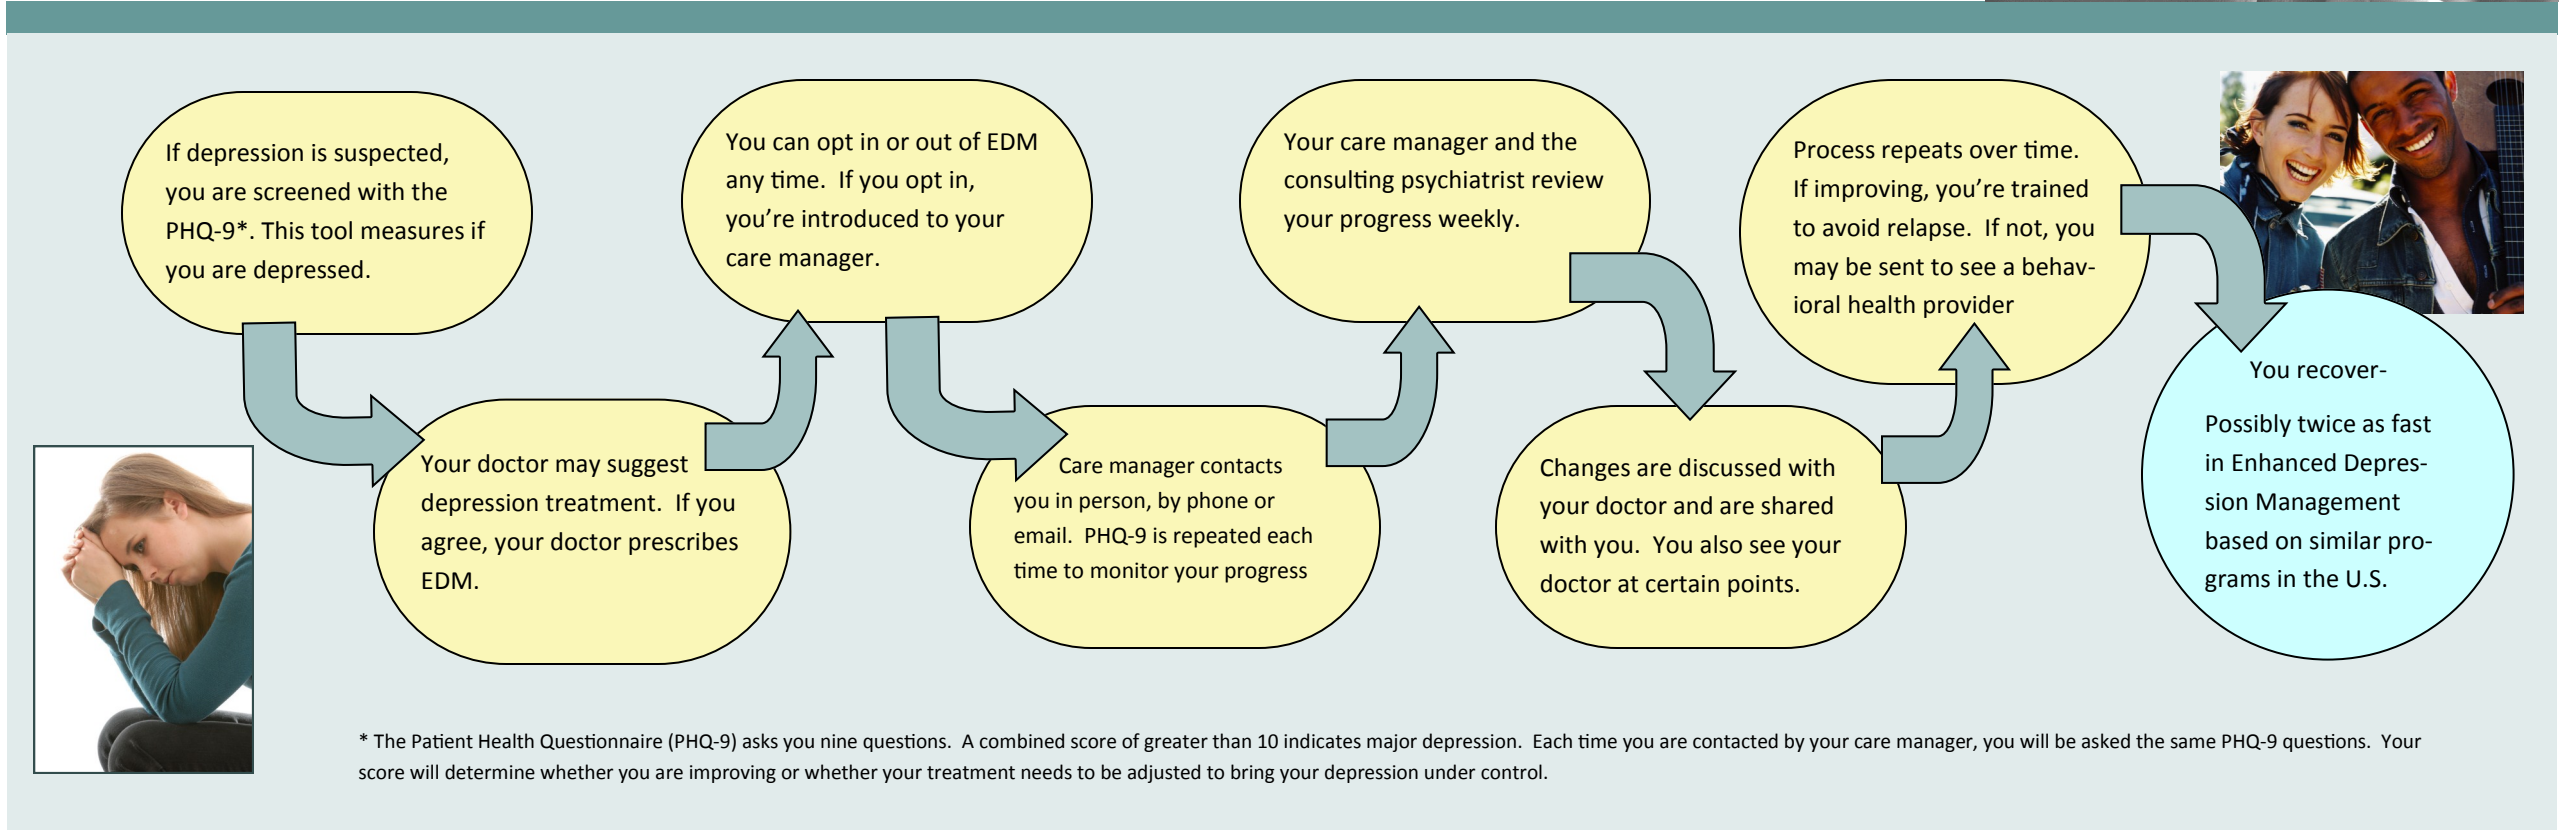 If depression is suspected,
you are screened with the
PHQ-9*. This tool measures if
you are depressed.
Your doctor may suggest
depression treatment.  If you
agree, your doctor prescribes
EDM.
You can opt in or out of EDM
any time.  If you opt in,
you’re introduced to your
care manager.
Care manager contacts
you in person, by phone or
email.  PHQ-9 is repeated each
time to monitor your progress
Your care manager and the
consulting psychiatrist review
your progress weekly.
Changes are discussed with
your doctor and are shared
with you.  You also see your
doctor at certain points.
Process repeats over time.
If improving, you’re trained
to avoid relapse.  If not, you
may be sent to see a behav-
ioral health provider
You recover-
Possibly twice as fast
in Enhanced Depres-
sion Management
based on similar pro-
grams in the U.S.
* The Patient Health Questionnaire (PHQ-9) asks you nine questions.  A combined score of greater than 10 indicates major depression.  Each time you are contacted by your care manager, you will be asked the same PHQ-9 questions.  Your
score will determine whether you are improving or whether your treatment needs to be adjusted to bring your depression under control.